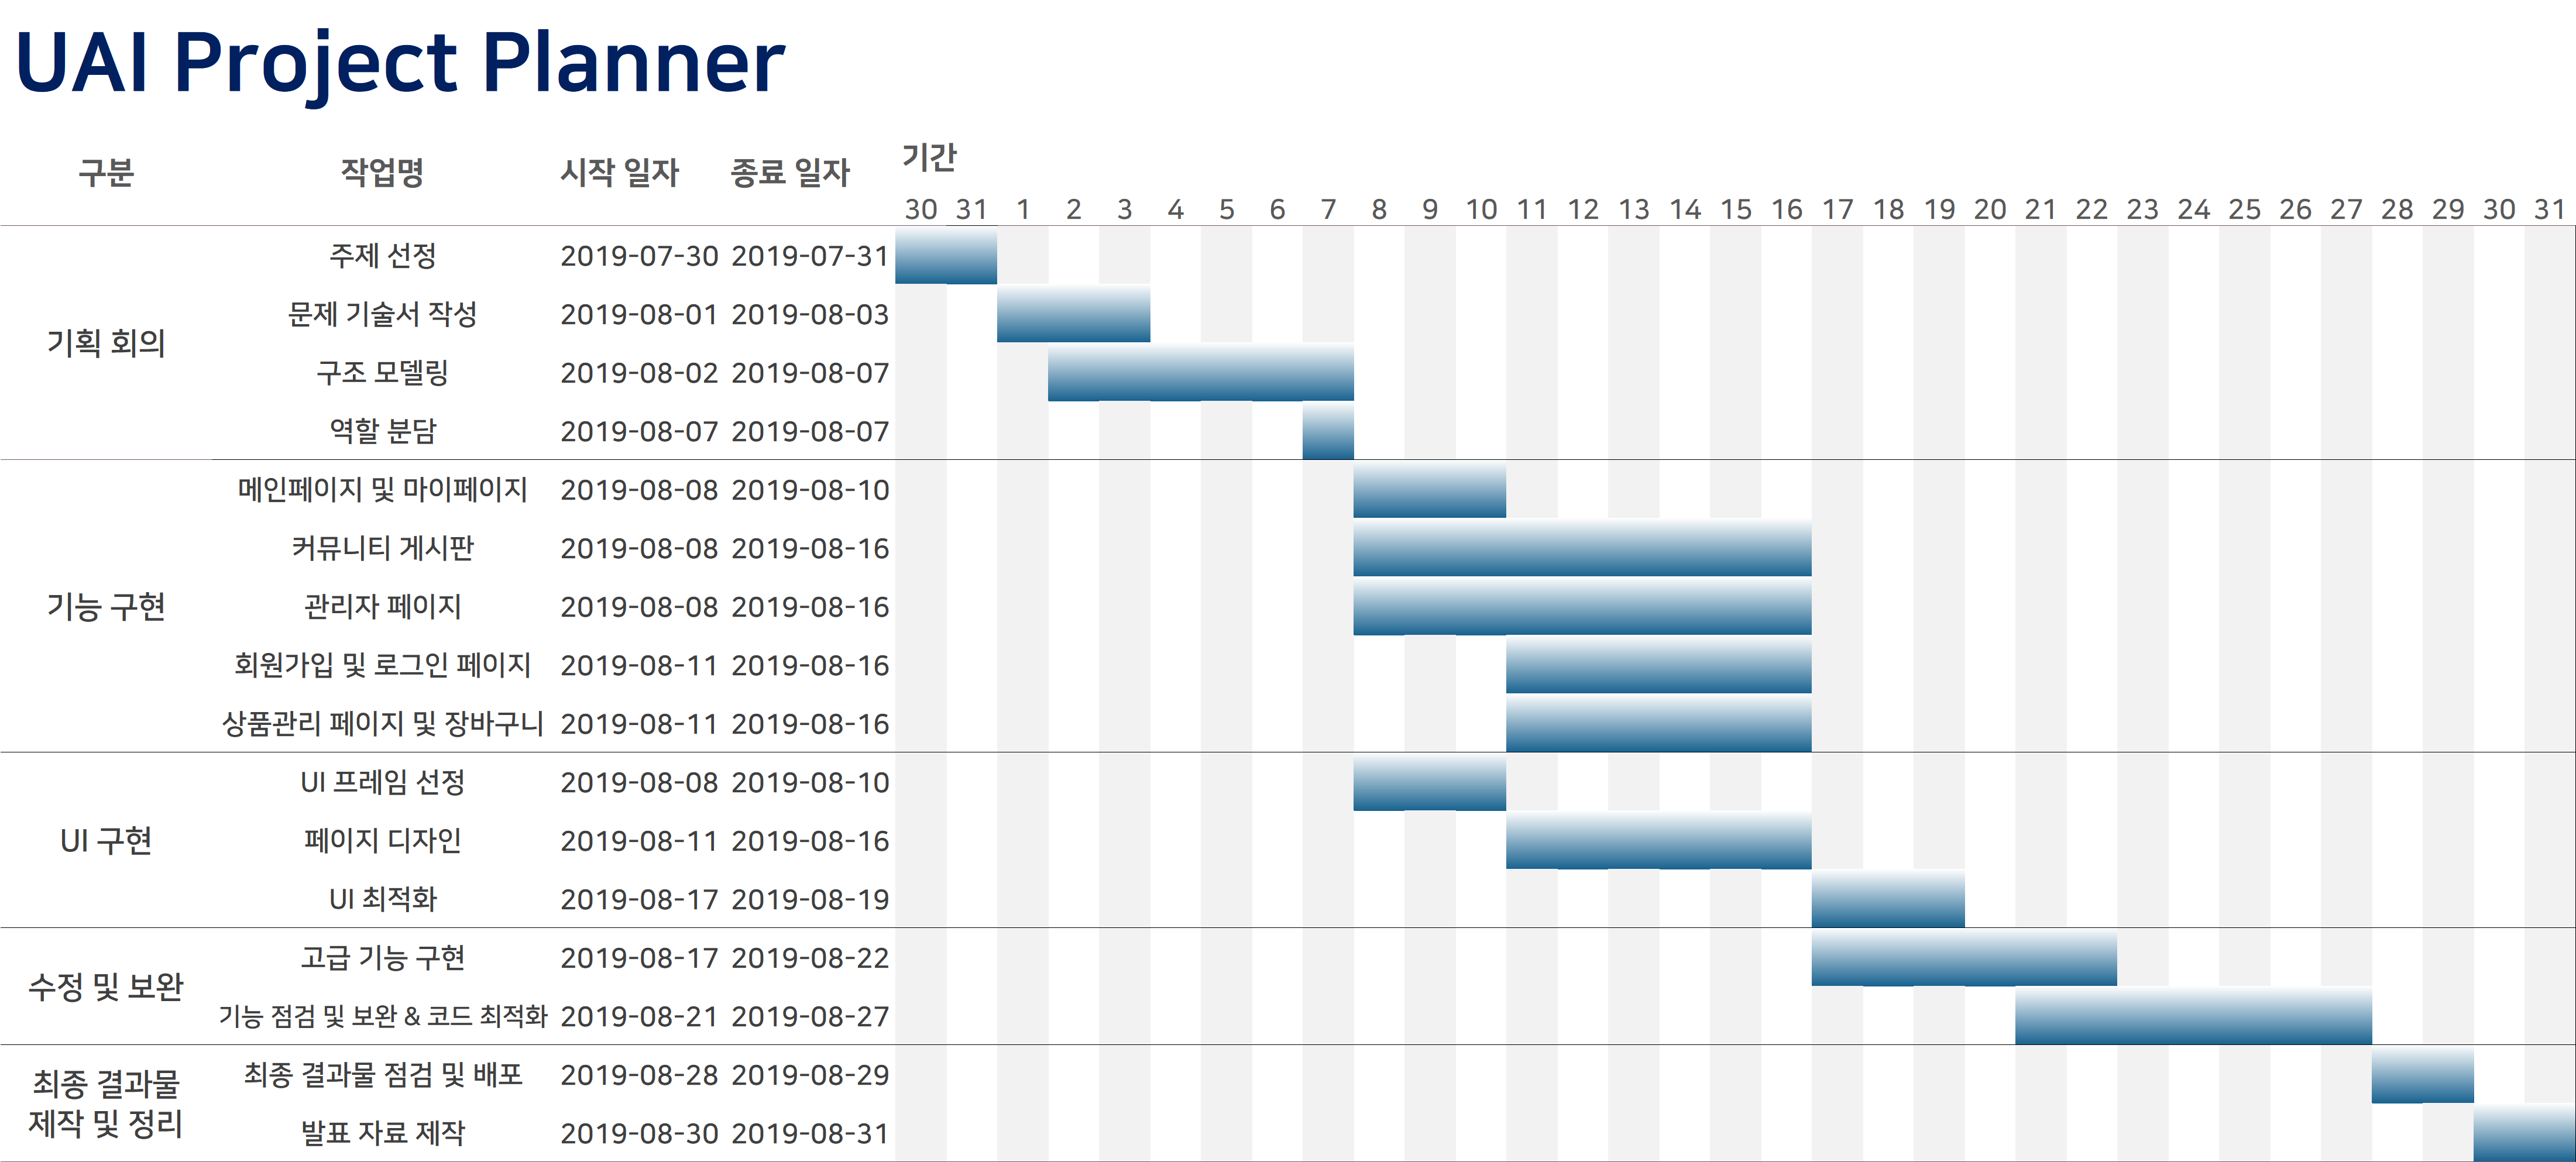 UAI Project Planner
구분 작업명 시작 일자 종료 일자 기간
30 31 1 2 3 4 5 6 7 8 9 10 11 12 13 14 15 16 17 18 19 20 21 22 23 24 25 26 27 28 29 30 31
기획 회의
주제 선정 2019-07-30 2019-07-31
문제 기술서 작성 2019-08-01 2019-08-03
구조 모델링 2019-08-02 2019-08-07
역할 분담 2019-08-07 2019-08-07
기능 구현
메인페이지 및 마이페이지 2019-08-08 2019-08-10
커뮤니티 게시판 2019-08-08 2019-08-16
관리자 페이지 2019-08-08 2019-08-16
회원가입 및 로그인 페이지 2019-08-11 2019-08-16
상품관리 페이지 및 장바구니 2019-08-11 2019-08-16
UI 구현
UI 프레임 선정 2019-08-08 2019-08-10
페이지 디자인 2019-08-11 2019-08-16
UI 최적화 2019-08-17 2019-08-19
수정 및 보완
고급 기능 구현 2019-08-17 2019-08-22
기능 점검 및 보완 & 코드 최적화 2019-08-21 2019-08-27
최종 결과물
제작 및 정리
최종 결과물 점검 및 배포 2019-08-28 2019-08-29
발표 자료 제작 2019-08-30 2019-08-31